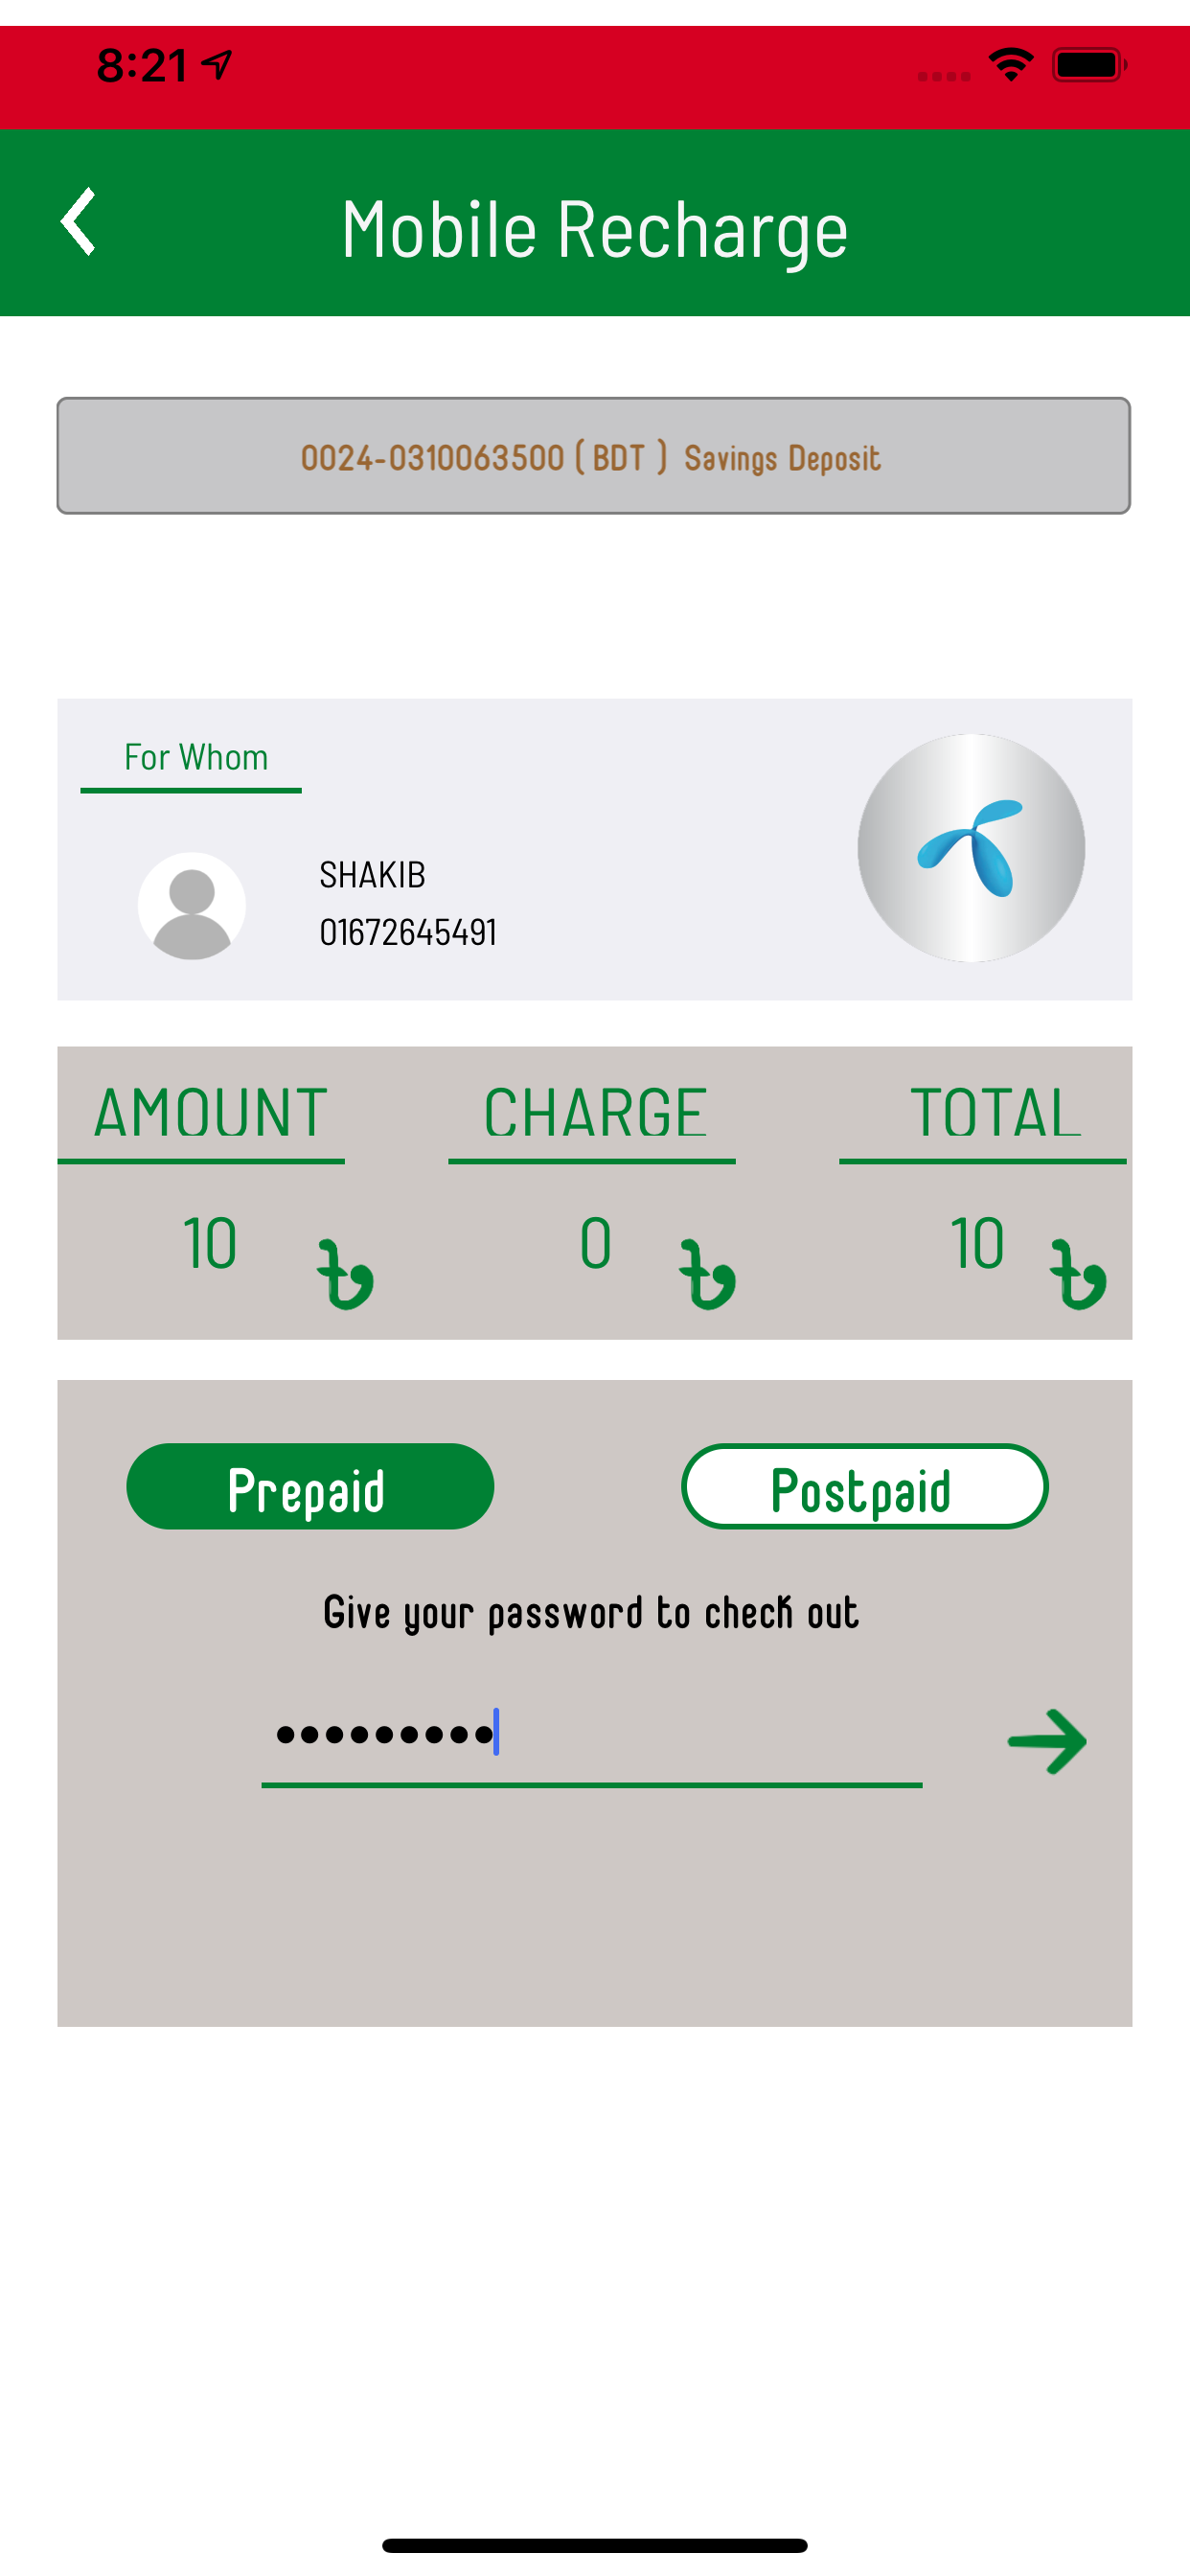 8:21
Mobile Recharge
0024-0310063500 ( BDT ) Savings Deposit
For Whom
SHAKIB
01672645491
AMOUNT CHARGE TOTAL
10 ৳ 0 ৳ 10 ৳
Prepaid Postpaid
Give your password to check out
•••••••••